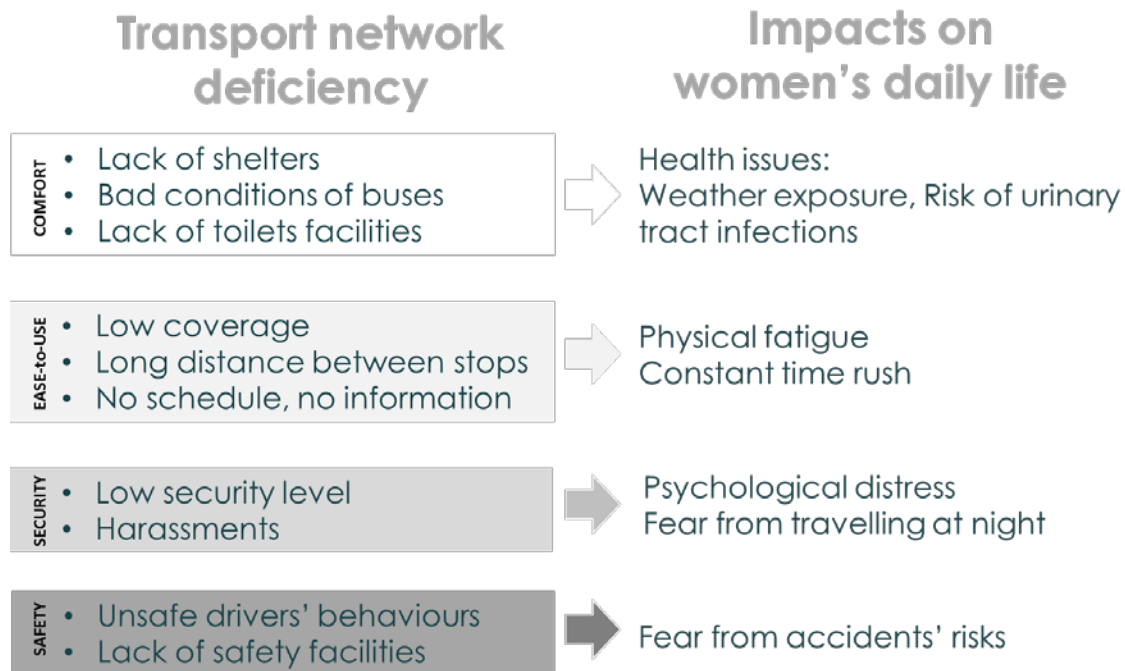 Transport network
deficiency
Impacts on
women's daily life
COMFORT
• Lack of shelters
• Bad conditions of buses
• Lack of toilets facilities
Health issues:
Weather exposure, Risk of urinary
tract infections
EASE-to-USE
• Low coverage
• Long distance between stops
• No schedule, no information
Physical fatigue
Constant time rush
SECURITY
• Low security level
• Harassments
Psychological distress
Fear from travelling at night
SAFETY
• Unsafe drivers' behaviours
• Lack of safety facilities
Fear from accidents' risks